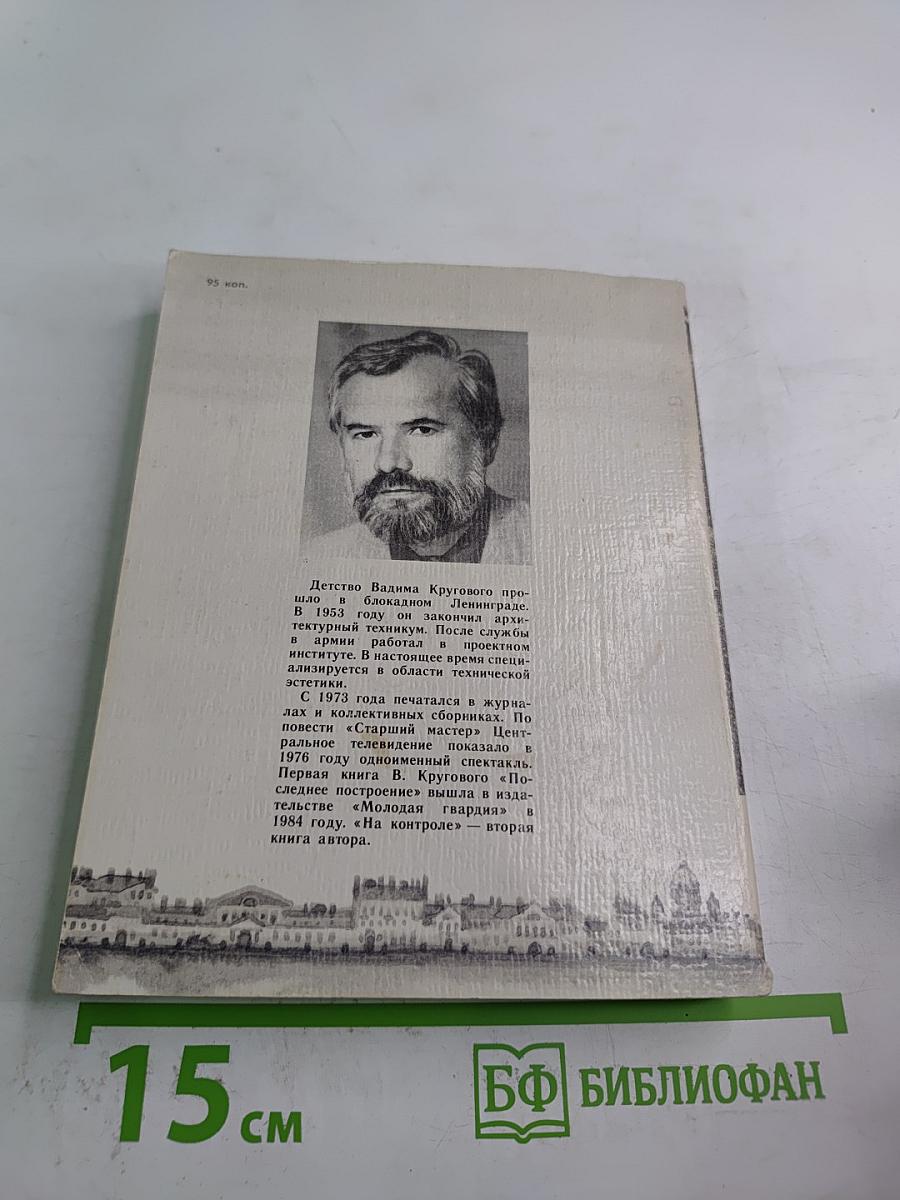 95 коп.
Детство Вадима Кругового про-
шло в блокадном Ленинграде.
В 1953 году он закончил архи-
тектурный техникум. После службы
в армии работал в проектном
институте. В настоящее время специ-
ализируется в области технической
эстетики.
С 1973 года печатался в журна-
лах и коллективных сборниках. По
повести «Старший мастер» Цент-
ральное телевидение показало в
1976 году одноименный спектакль.
Первая книга В. Кругового «По-
следнее построение» вышла в изда-
тельстве «Молодая гвардия» в
1984 году. «На контроле» — вторая
книга автора.
15 см
БФ БИБЛИОФАН